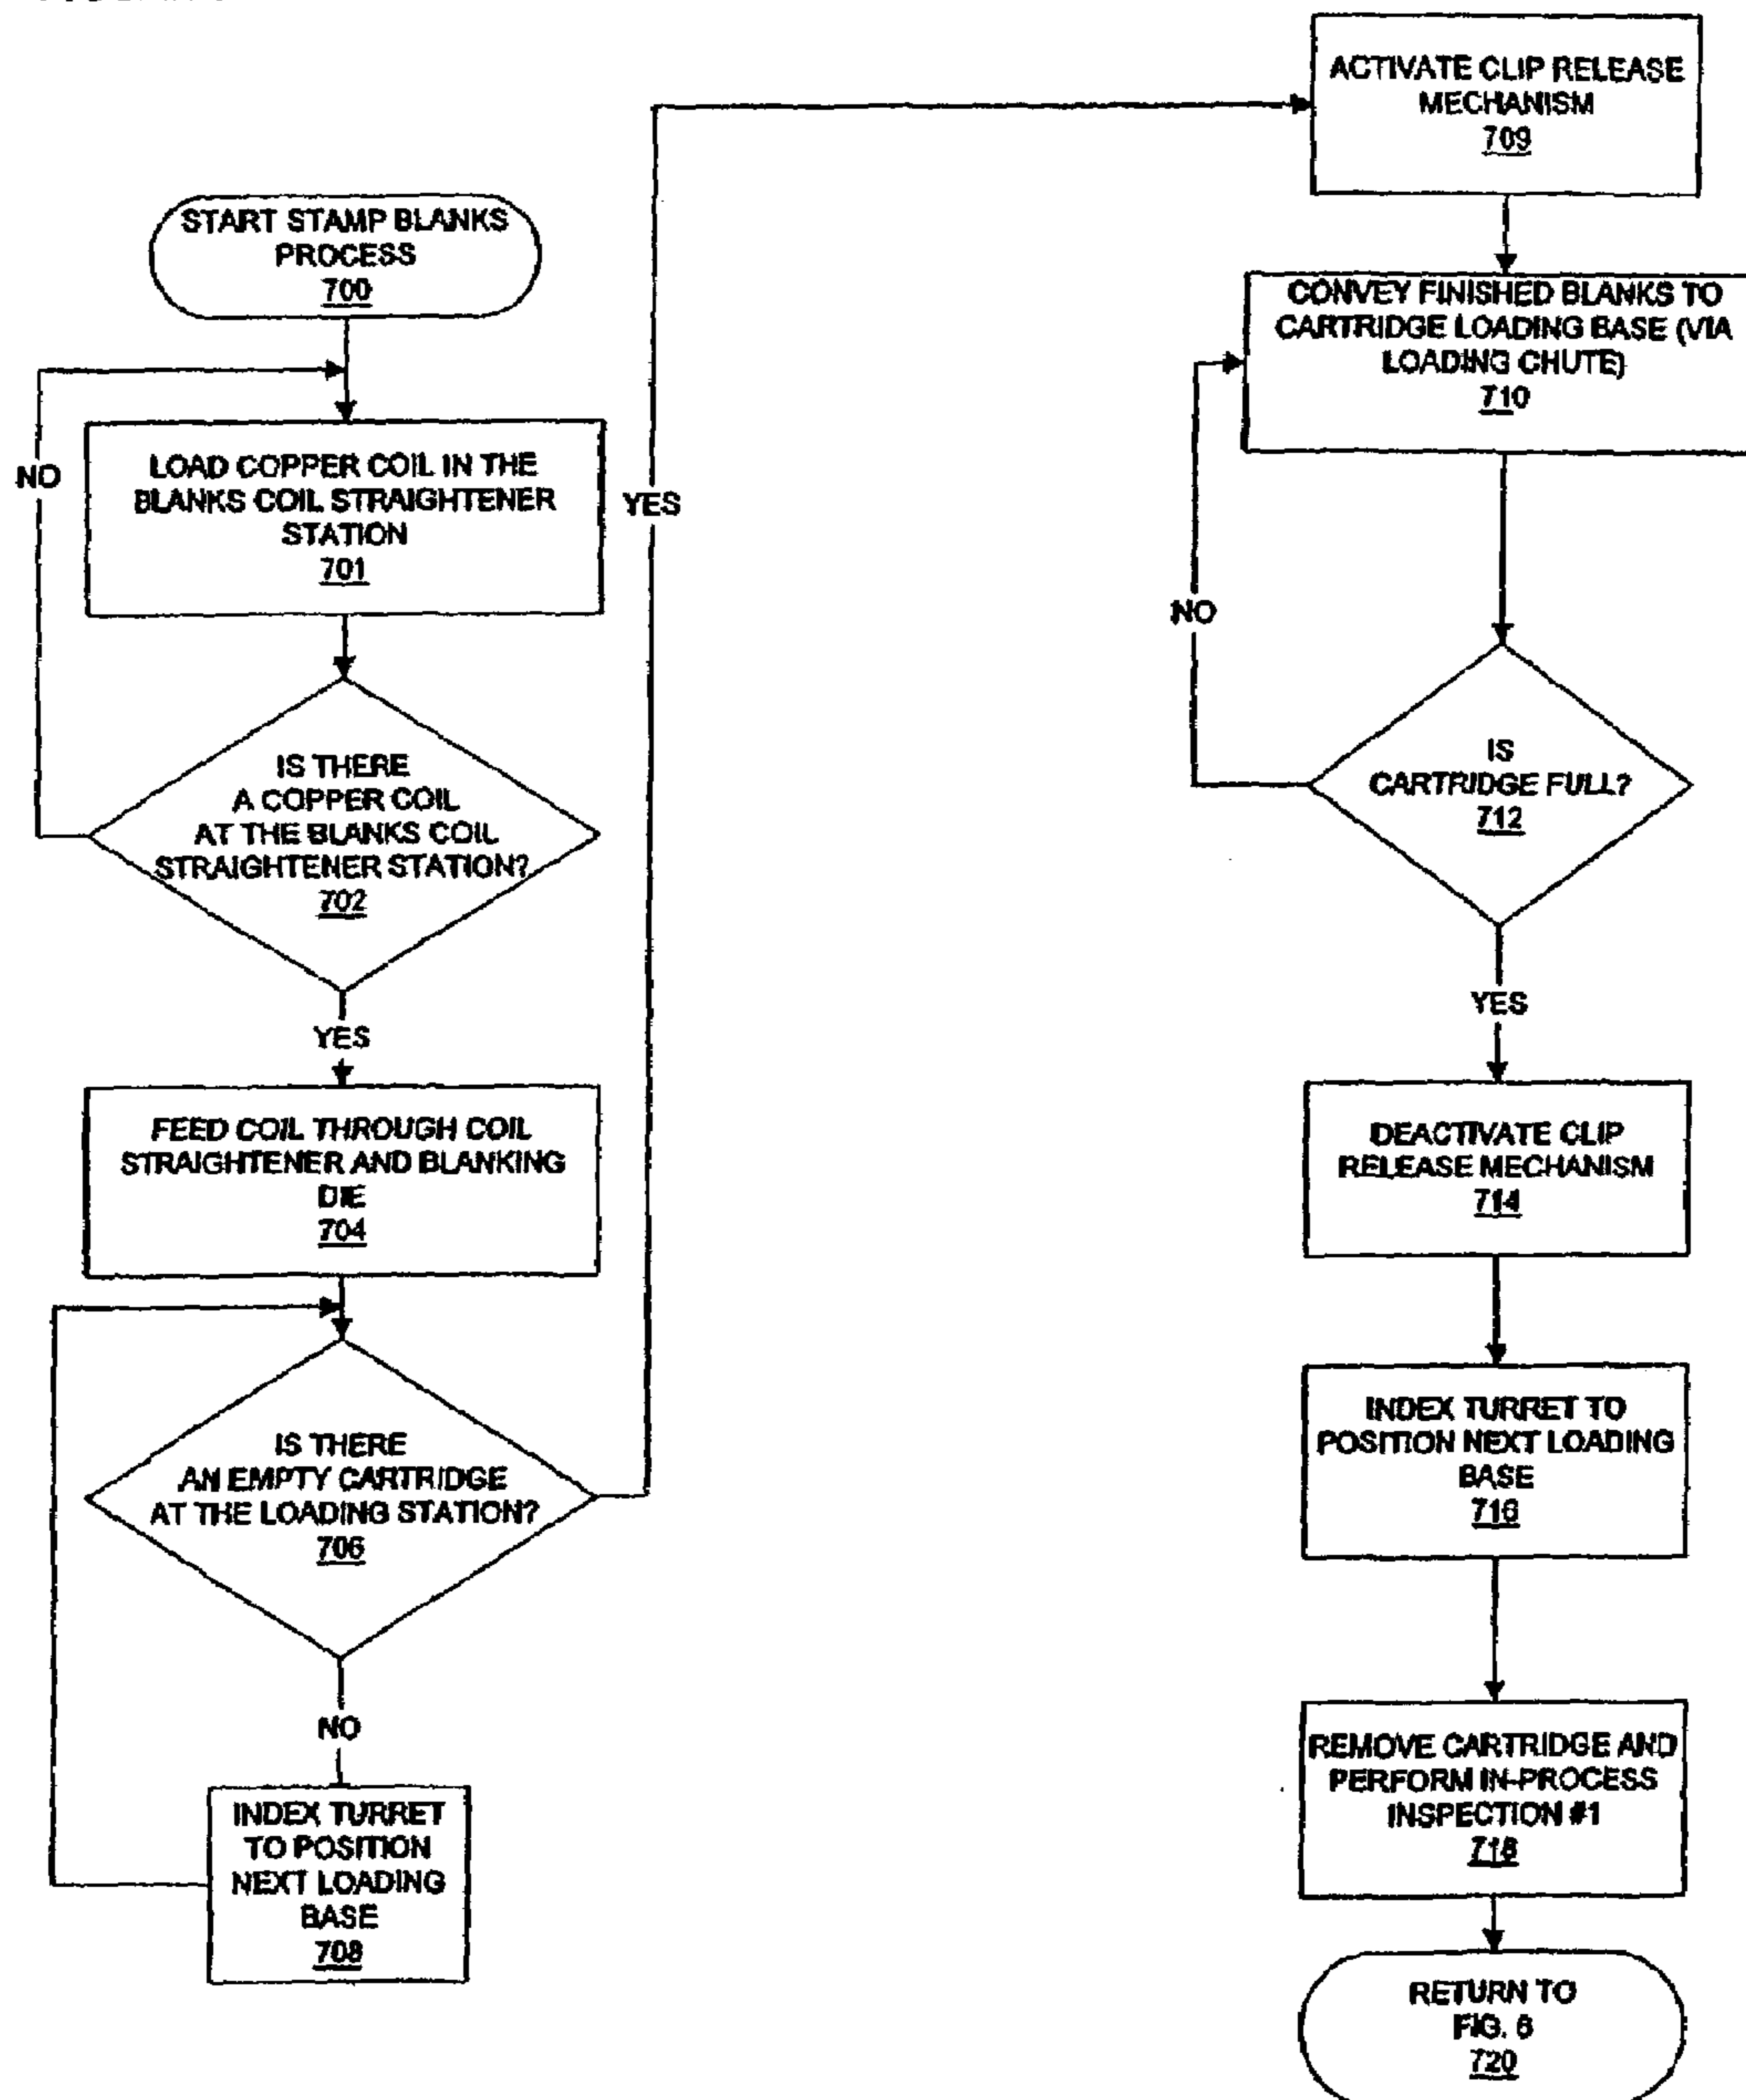 START STAMP BLANKS
PROCESS
700
NO
LOAD COPPER COIL IN THE
BLANKS COIL STRAIGHTENER
STATION
701
IS THERE
A COPPER COIL
AT THE BLANKS COIL
STRAIGHTENER STATION?
702
YES
FEED COIL THROUGH COIL
STRAIGHTENER AND BLANKING
DIE
704
IS THERE
AN EMPTY CARTRIDGE
AT THE LOADING STATION?
706
NO
INDEX TURRET
TO POSITION
NEXT LOADING
BASE
708
YES
ACTIVATE CLIP RELEASE
MECHANISM
709
CONVEY FINISHED BLANKS TO
CARTRIDGE LOADING BASE (VIA
LOADING CHUTE)
710
NO
IS
CARTRIDGE FULL?
712
YES
DEACTIVATE CLIP
RELEASE MECHANISM
714
INDEX TURRET TO
POSITION NEXT LOADING
BASE
716
REMOVE CARTRIDGE AND
PERFORM IN-PROCESS
INSPECTION #1
718
RETURN TO
FIG. 6
720